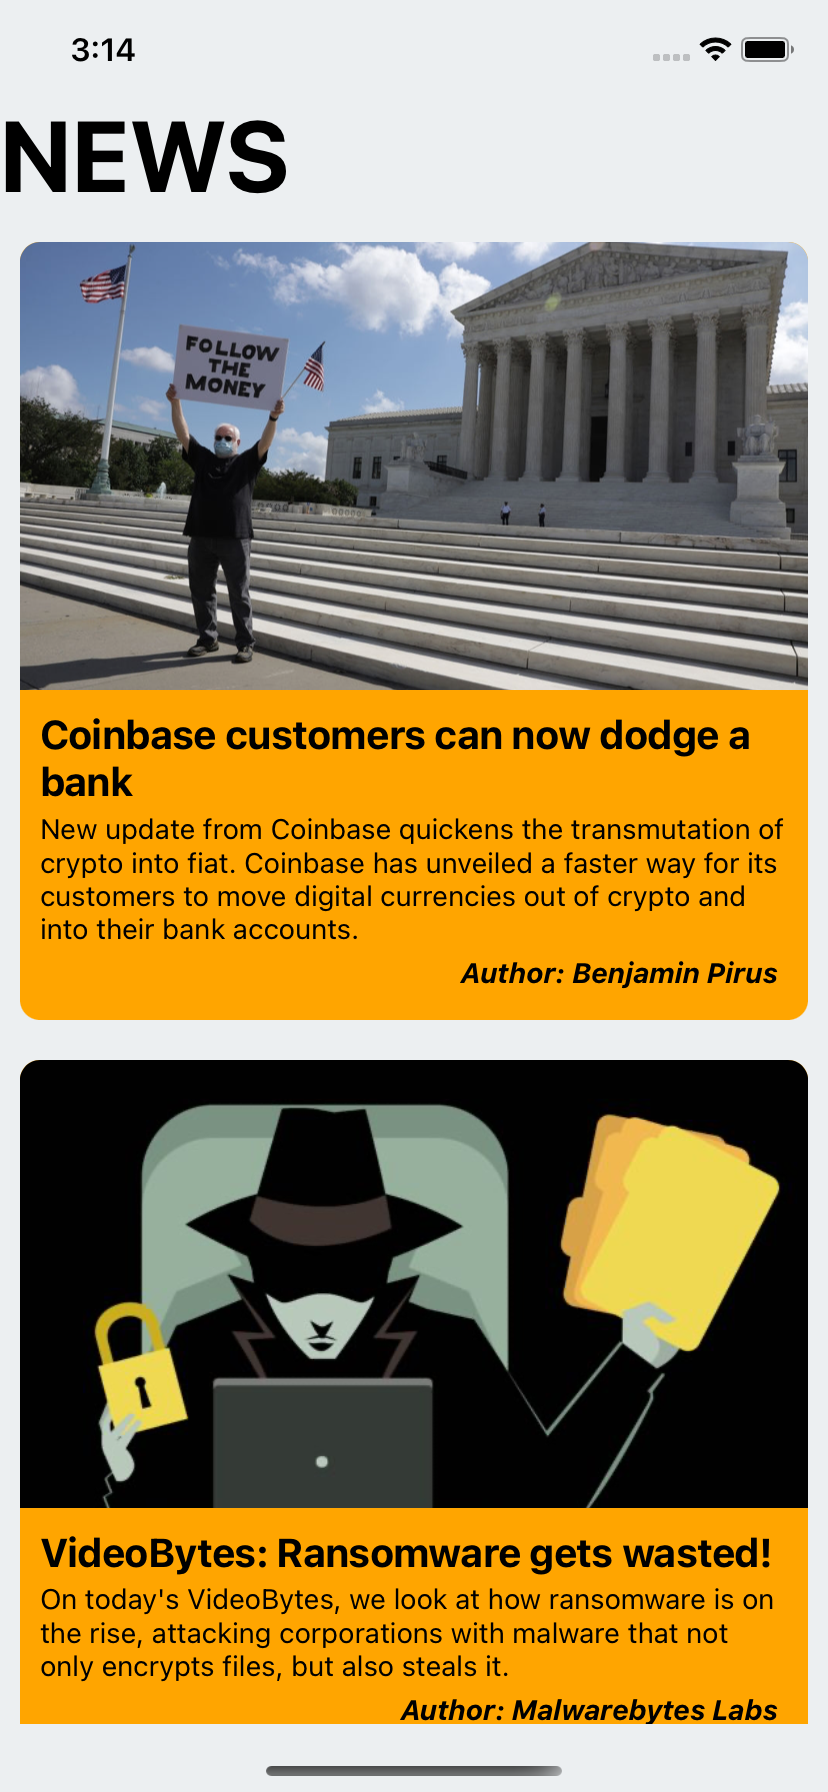 3:14
NEWS
FOLLOW
THE
MONEY
Coinbase customers can now dodge a
bank
New update from Coinbase quickens the transmutation of
crypto into fiat. Coinbase has unveiled a faster way for its
customers to move digital currencies out of crypto and
into their bank accounts.
Author: Benjamin Pirus
VideoBytes: Ransomware gets wasted!
On today's VideoBytes, we look at how ransomware is on
the rise, attacking corporations with malware that not
only encrypts files, but also steals it.
Author: Malwarebytes Labs